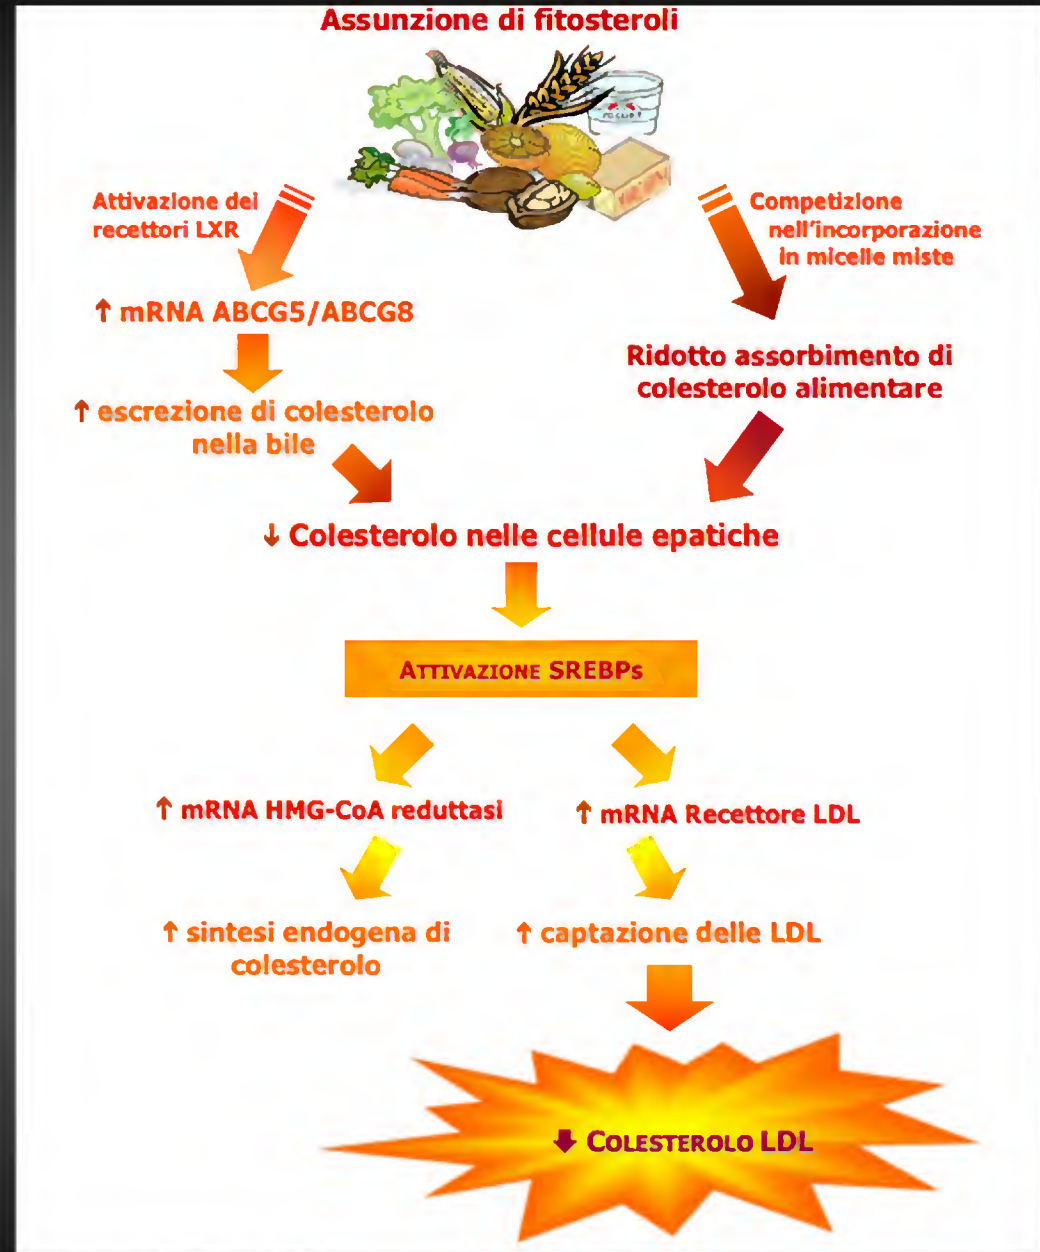 Assunzione di fitosteroli
Attivazione dei
recettori LXR
Competizione
nell'incorporazione
in micelle miste
↑ mRNA ABCG5/ABCG8
Ridotto assorbimento di
colesterolo alimentare
↑ escrezione di colesterolo
nella bile
↓ Colesterolo nelle cellule epatiche
ATTIVAZIONE SREBPs
↑ mRNA HMG-CoA reduttasi
↑ mRNA Recettore LDL
↑ sintesi endogena di
colesterolo
↑ captazione delle LDL
↓ COLESTEROLO LDL